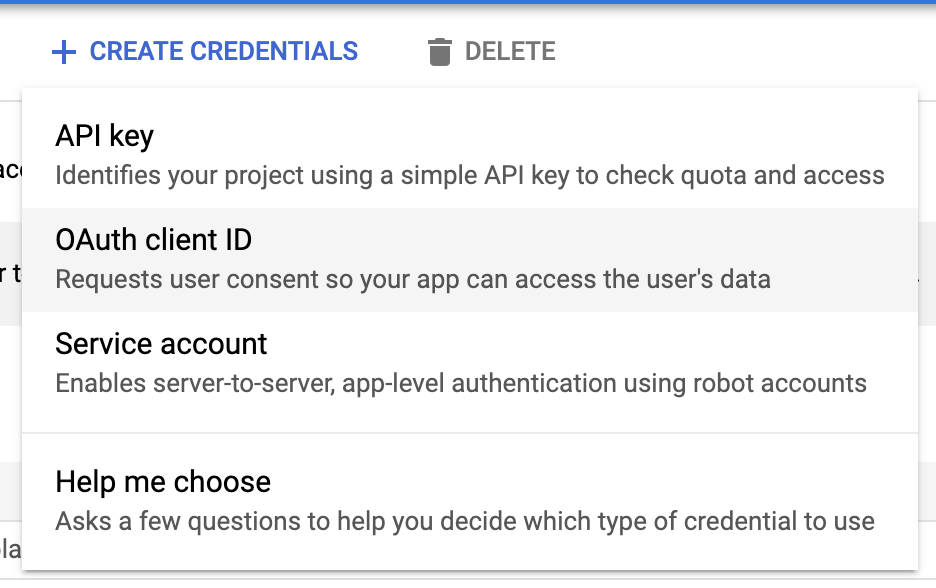 CREATE CREDENTIALS DELETE
API key
Identifies your project using a simple API key to check quota and access
OAuth client ID
Requests user consent so your app can access the user's data
Service account
Enables server-to-server, app-level authentication using robot accounts
Help me choose
Asks a few questions to help you decide which type of credential to use